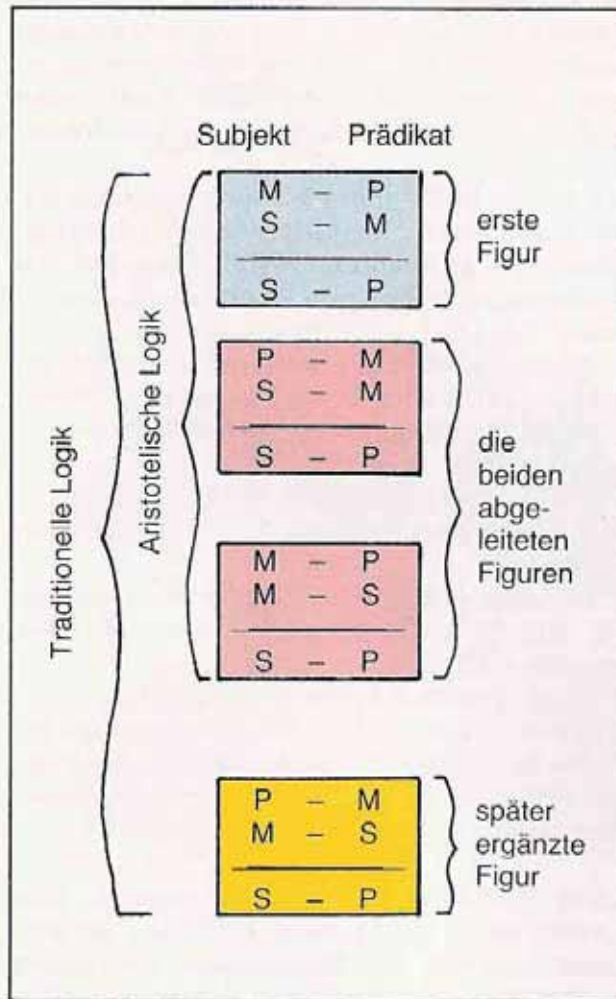 Subjekt Prädikat
M – P
S – M
S – P
erste
Figur
P – M
S – M
S – P
M – P
M – S
S – P
die
beiden
abge-
leiteten
Figuren
P – M
M – S
S – P
später
ergänzte
Figur
Aristotelische Logik
Traditionelle Logik